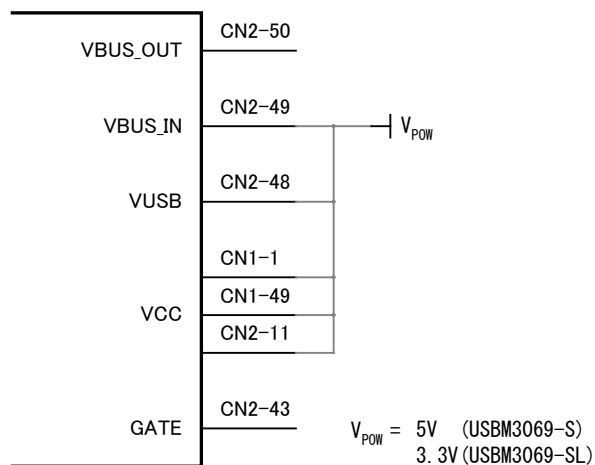 CN2-50
VBUS_OUT
CN2-49
VBUS_IN
V_POW
CN2-48
VUSB
CN1-1
CN1-49
VCC
CN2-11
CN2-43
GATE
V_POW = 5V (USBM3069-S)
3.3V(USBM3069-SL)